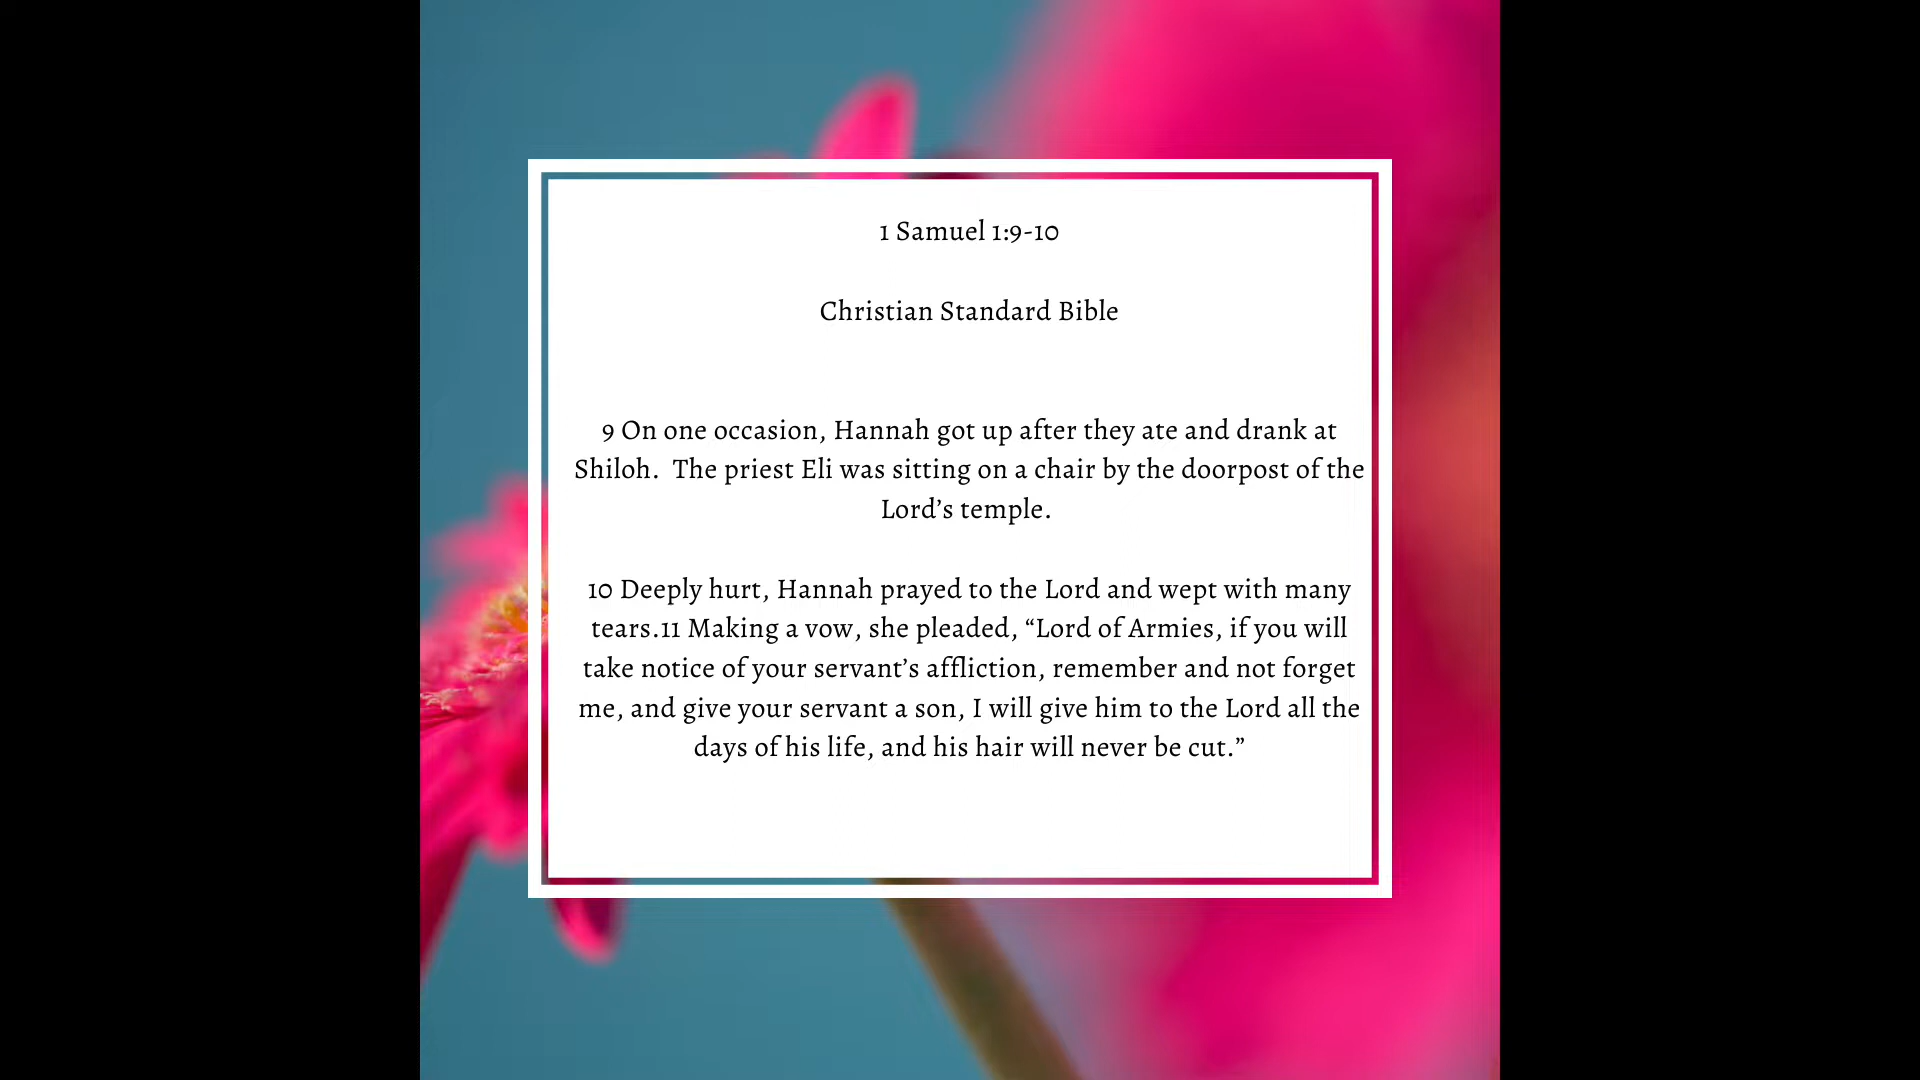 1 Samuel 1:9-10
Christian Standard Bible
9 On one occasion, Hannah got up after they ate and drank at
Shiloh.  The priest Eli was sitting on a chair by the doorpost of the
Lord’s temple.
10 Deeply hurt, Hannah prayed to the Lord and wept with many
tears.11 Making a vow, she pleaded, “Lord of Armies, if you will
take notice of your servant’s affliction, remember and not forget
me, and give your servant a son, I will give him to the Lord all the
days of his life, and his hair will never be cut.”